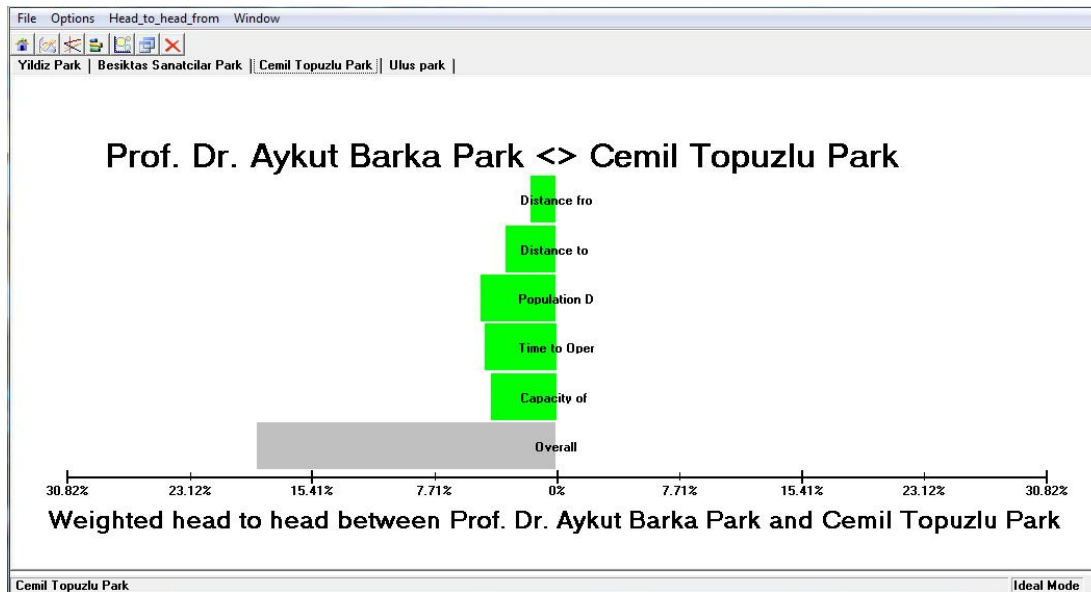 File Options Head_to_head_from Window
Yildiz Park | Besiktas Sanatcilar Park | Cemil Topuzlu Park | Ulus park |
Prof. Dr. Aykut Barka Park <> Cemil Topuzlu Park
Distance fro
Distance to
Population D
Time to Oper
Capacity of
Overall
30.82% 23.12% 15.41% 7.71% 0% 7.71% 15.41% 23.12% 30.82%
Weighted head to head between Prof. Dr. Aykut Barka Park and Cemil Topuzlu Park
Cemil Topuzlu Park Ideal Mode